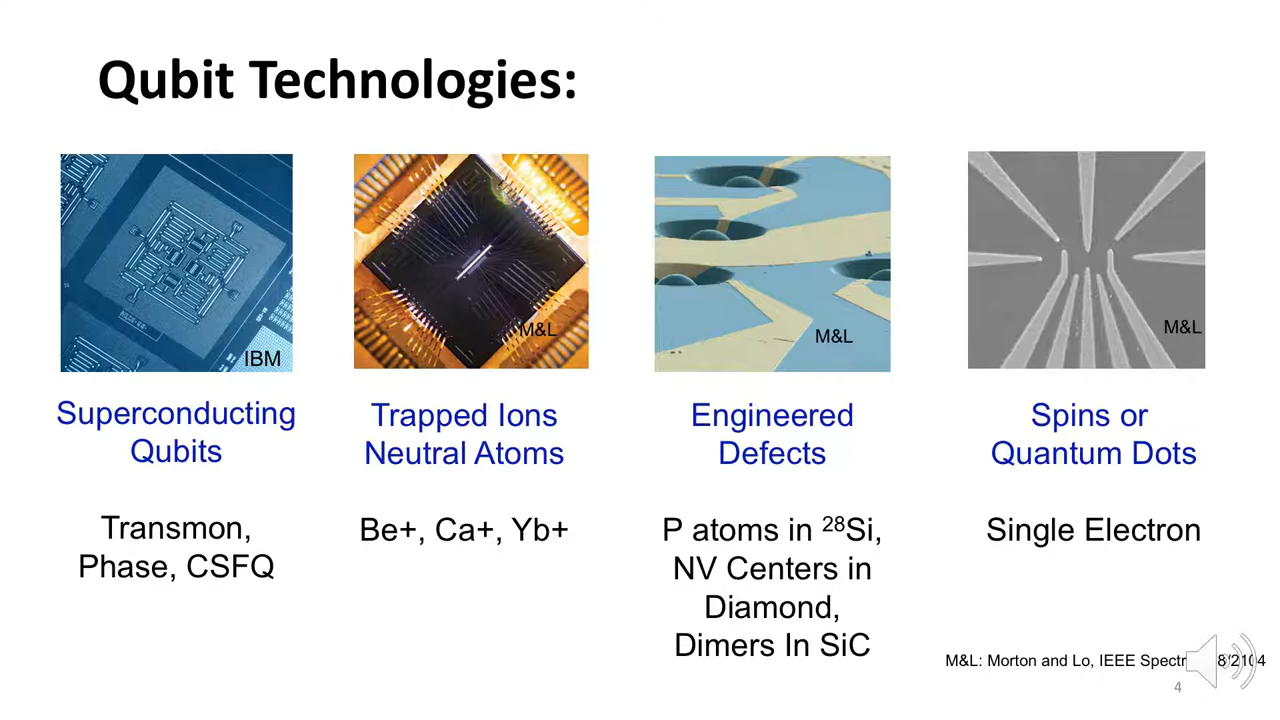 Qubit Technologies:
IBM
M&L
M&L
M&L
Superconducting
Qubits
Trapped Ions
Neutral Atoms
Engineered
Defects
Spins or
Quantum Dots
Transmon,
Phase, CSFQ
Be+, Ca+, Yb+
P atoms in ²⁸Si,
NV Centers in
Diamond,
Dimers In SiC
Single Electron
M&L: Morton and Lo, IEEE 8/2104
4